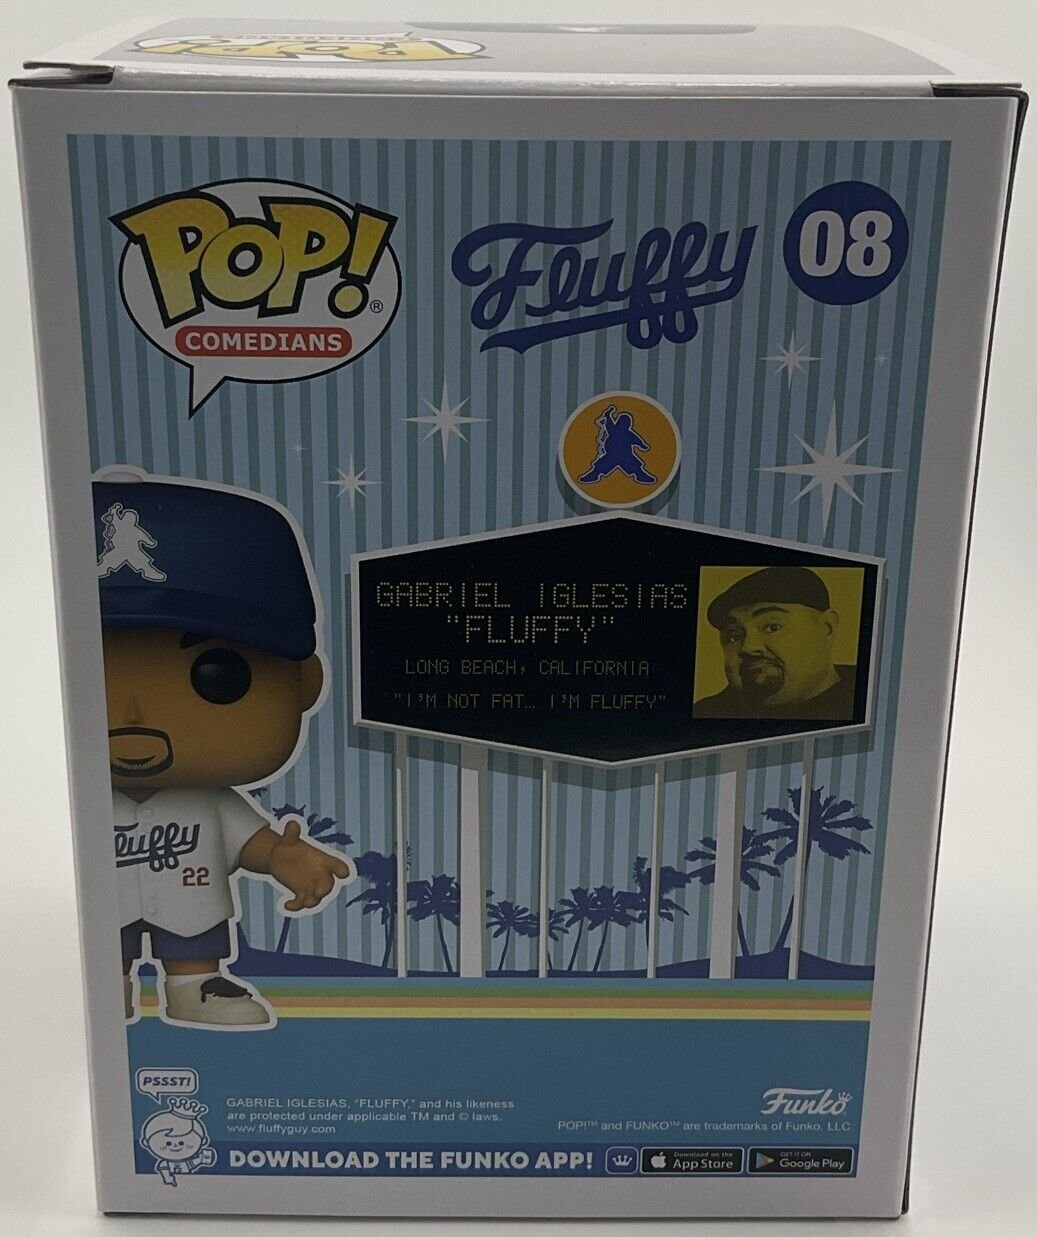 POP!
POP! ®
COMEDIANS
Fluffy
08
GABRIEL IGLESIAS
"FLUFFY"
LONG BEACH, CALIFORNIA
"I'M NOT FAT... I'M FLUFFY"
Fluffy
22
PSSST!
GABRIEL IGLESIAS, "FLUFFY," and his likeness
are protected under applicable TM and © laws.
www.fluffyguy.com
Funko
POP!™ and FUNKO™ are trademarks of Funko, LLC
DOWNLOAD THE FUNKO APP!
Download on the
App Store
GET IT ON
Google Play